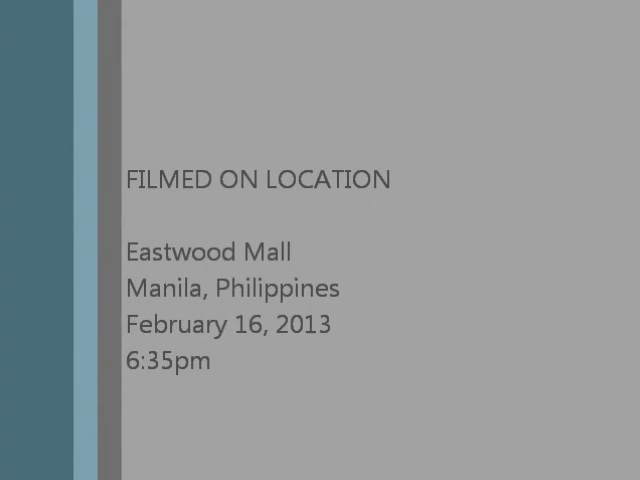 FILMED ON LOCATION
Eastwood Mall
Manila, Philippines
February 16, 2013
6:35pm